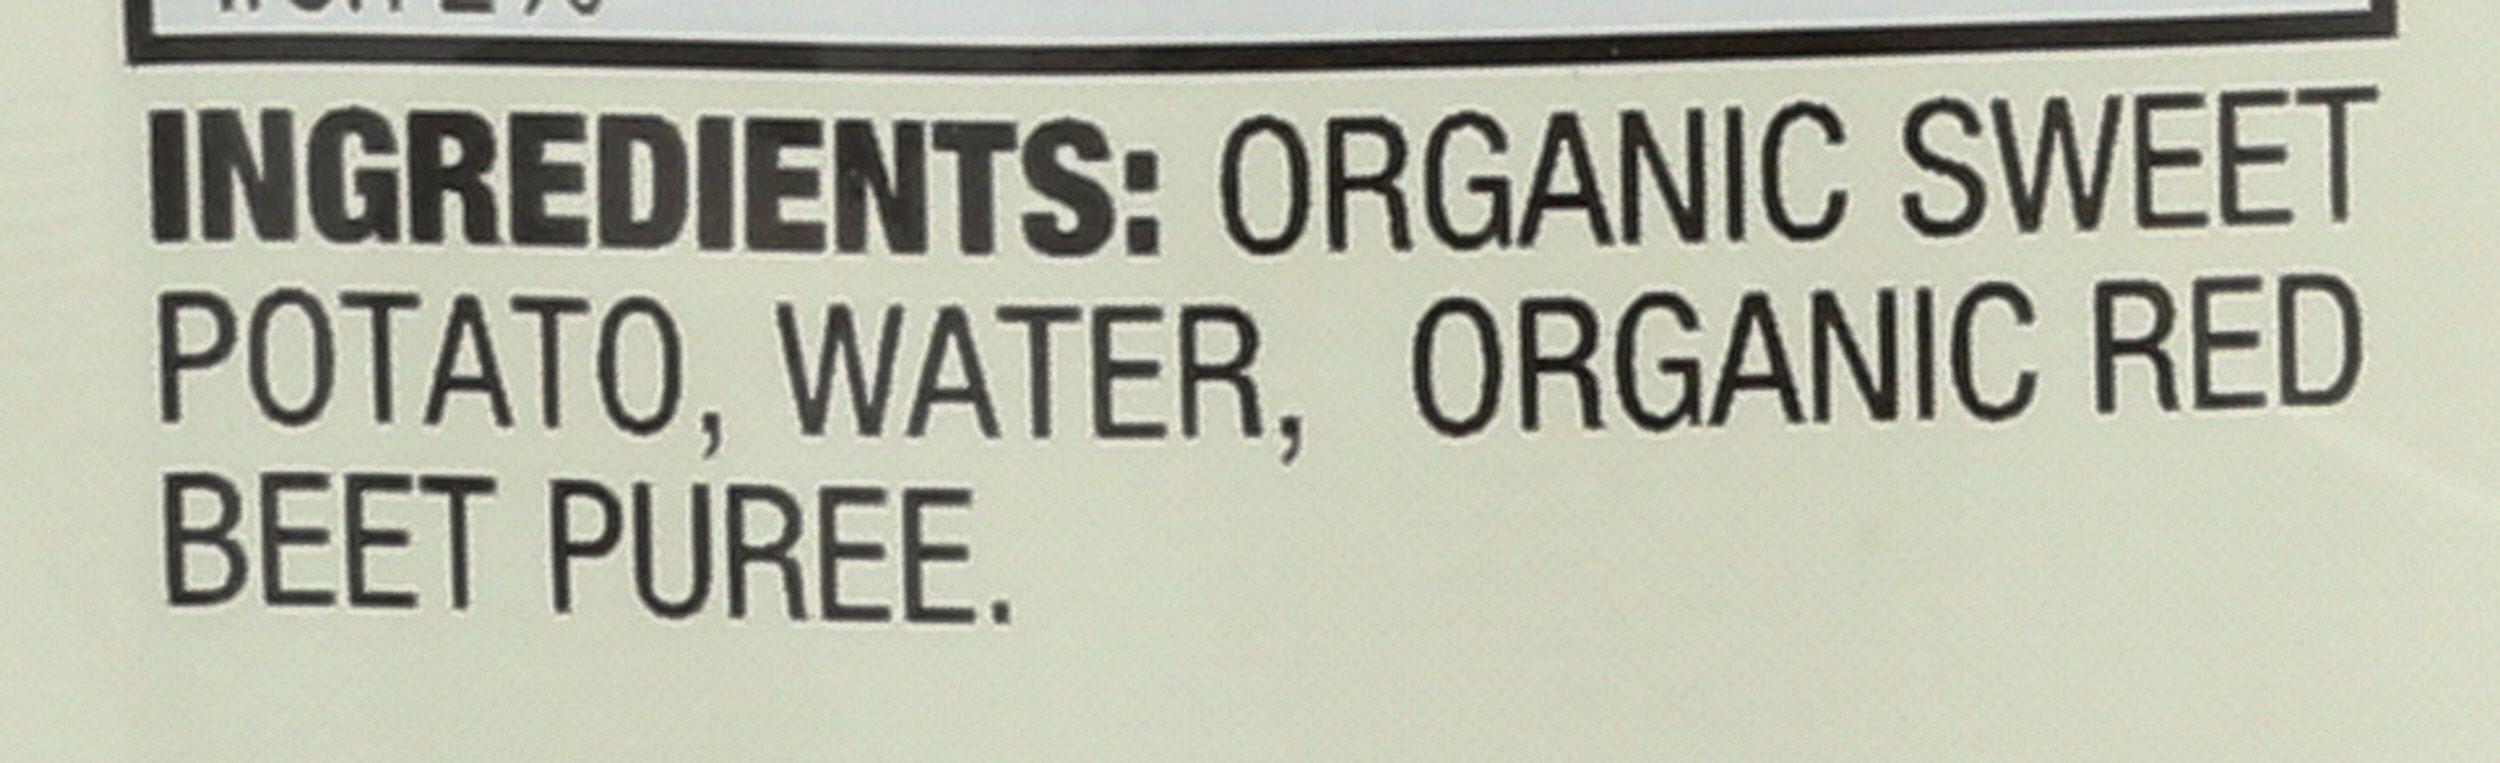 INGREDIENTS: ORGANIC SWEET
POTATO, WATER, ORGANIC RED
BEET PUREE.